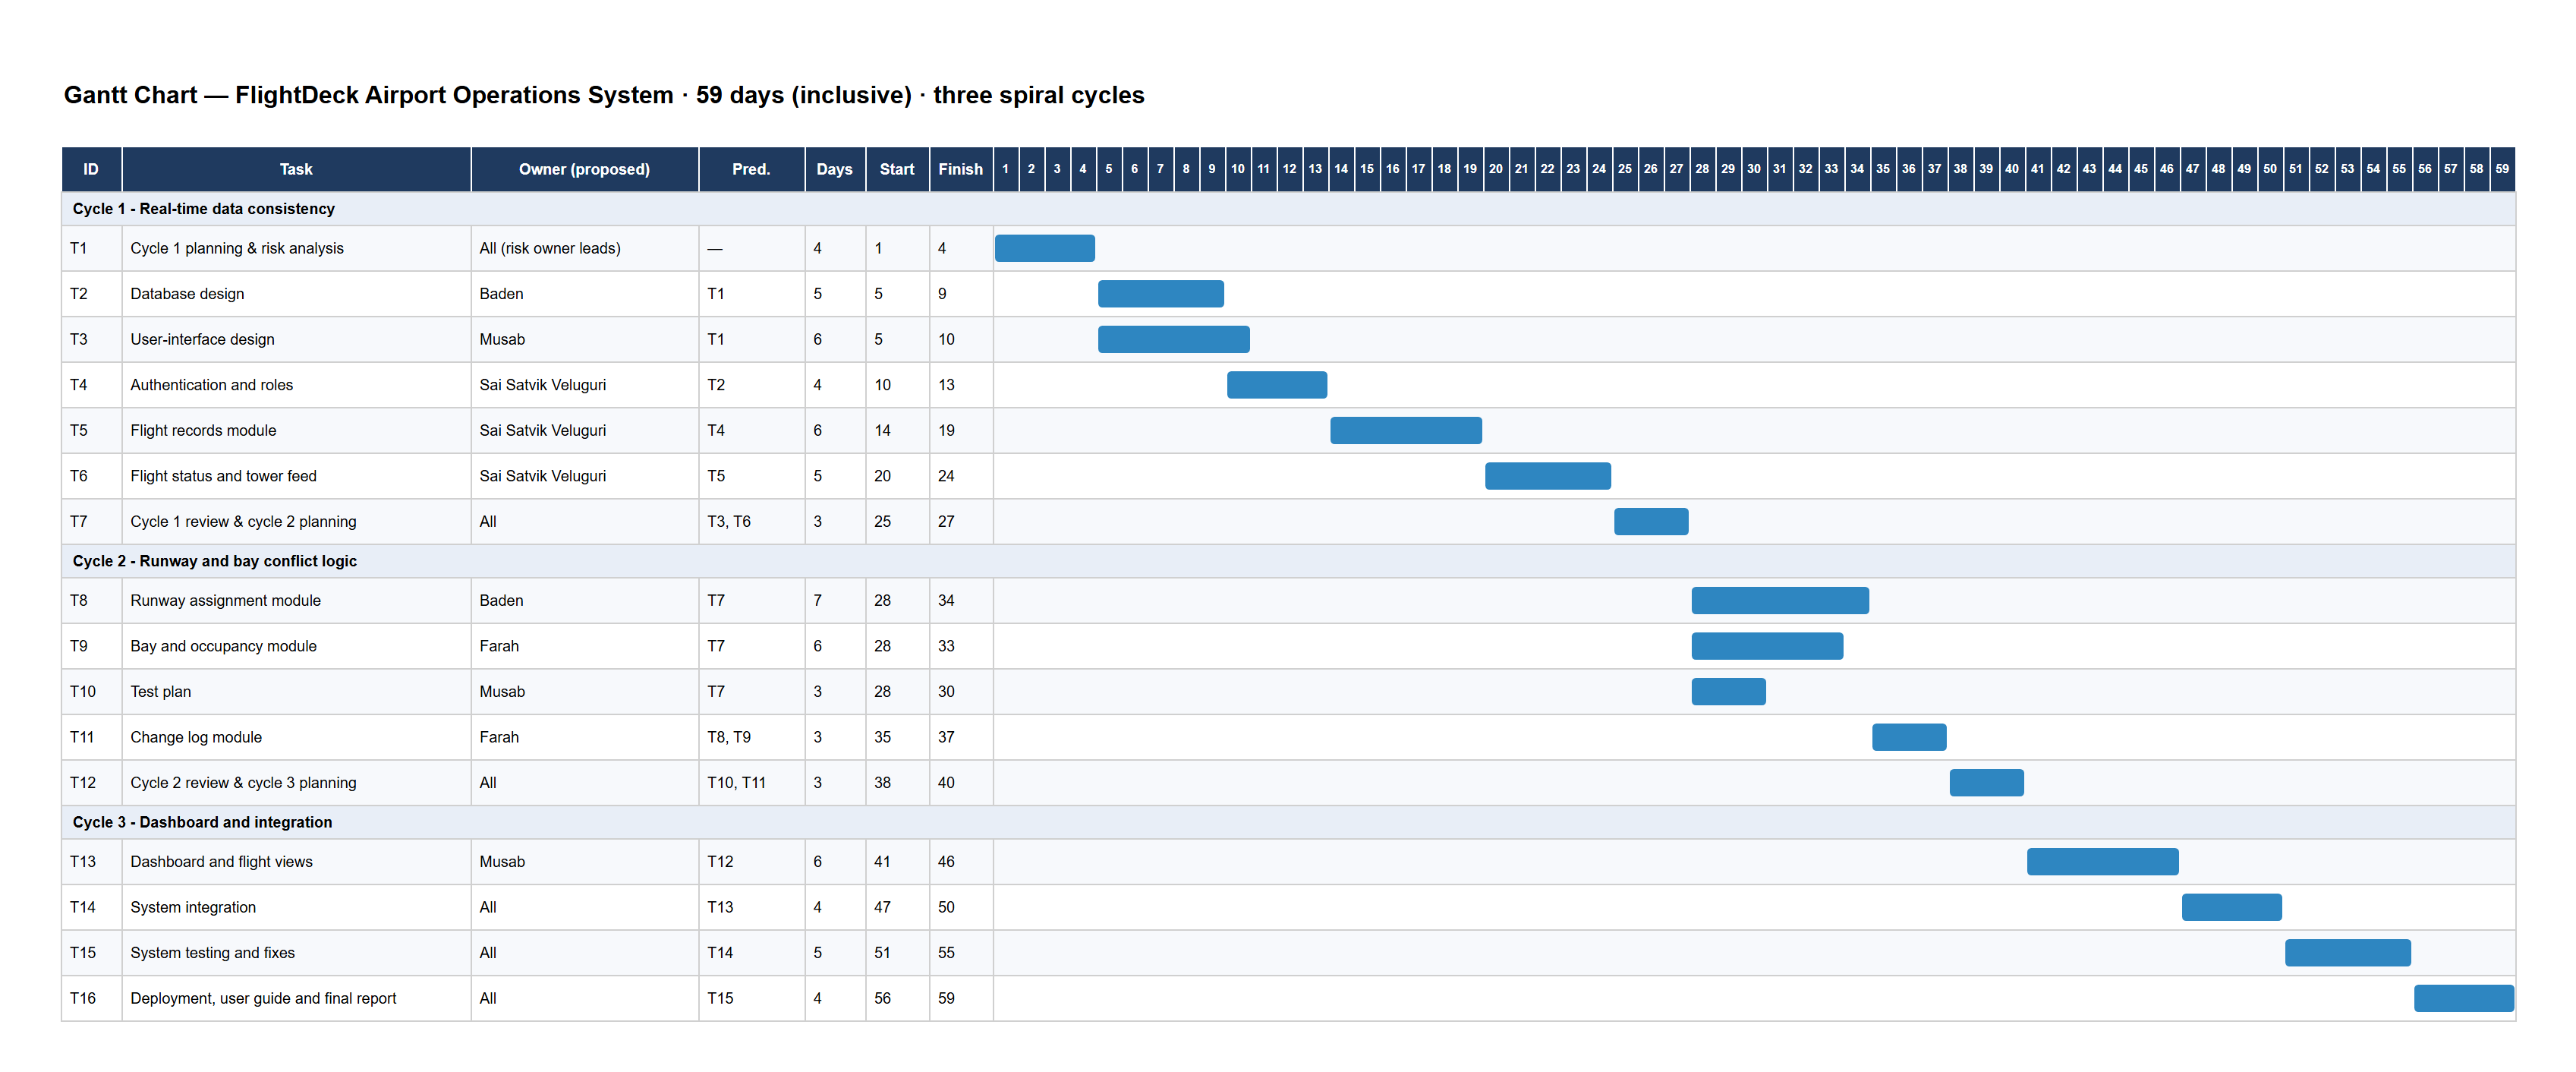 Gantt Chart — FlightDeck Airport Operations System · 59 days (inclusive) · three spiral cycles
ID Task Owner (proposed) Pred. Days Start Finish 1 2 3 4 5 6 7 8 9 10 11 12 13 14 15 16 17 18 19 20 21 22 23 24 25 26 27 28 29 30 31 32 33 34 35 36 37 38 39 40 41 42 43 44 45 46 47 48 49 50 51 52 53 54 55 56 57 58 59
Cycle 1 - Real-time data consistency
T1 Cycle 1 planning & risk analysis All (risk owner leads) — 4 1 4
T2 Database design Baden T1 5 5 9
T3 User-interface design Musab T1 6 5 10
T4 Authentication and roles Sai Satvik Veluguri T2 4 10 13
T5 Flight records module Sai Satvik Veluguri T4 6 14 19
T6 Flight status and tower feed Sai Satvik Veluguri T5 5 20 24
T7 Cycle 1 review & cycle 2 planning All T3, T6 3 25 27
Cycle 2 - Runway and bay conflict logic
T8 Runway assignment module Baden T7 7 28 34
T9 Bay and occupancy module Farah T7 6 28 33
T10 Test plan Musab T7 3 28 30
T11 Change log module Farah T8, T9 3 35 37
T12 Cycle 2 review & cycle 3 planning All T10, T11 3 38 40
Cycle 3 - Dashboard and integration
T13 Dashboard and flight views Musab T12 6 41 46
T14 System integration All T13 4 47 50
T15 System testing and fixes All T14 5 51 55
T16 Deployment, user guide and final report All T15 4 56 59